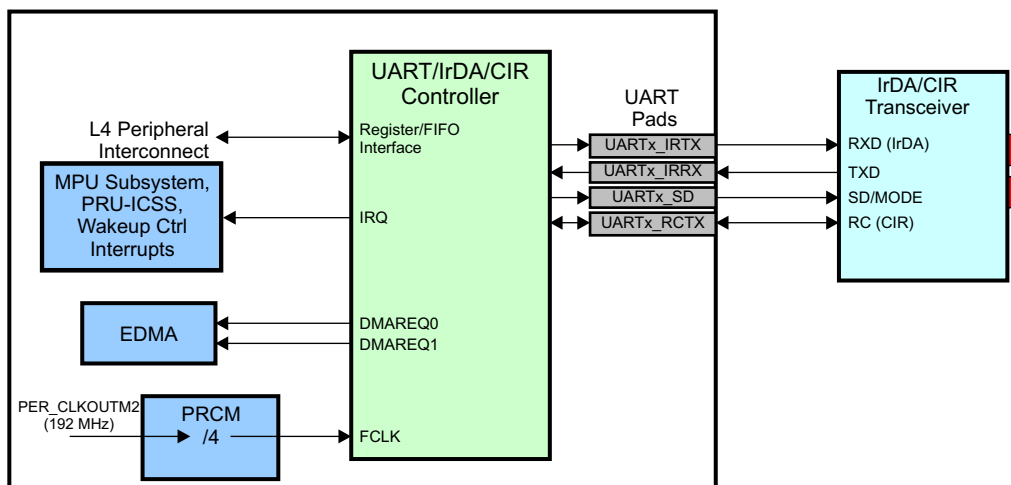 UART/IrDA/CIR
Controller
IrDA/CIR
Transceiver
UART
Pads
L4 Peripheral
Interconnect
Register/FIFO
Interface
UARTx_IRTX
RXD (IrDA)
UARTx_IRRX
TXD
MPU Subsystem,
PRU-ICSS,
Wakeup Ctrl
Interrupts
UARTx_SD
SD/MODE
IRQ
UARTx_RCTX
RC (CIR)
EDMA
DMAREQ0
DMAREQ1
PER_CLKOUTM2
(192 MHz)
PRCM
/4
FCLK